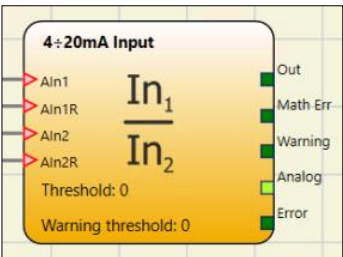 4÷20mA Input
AIn1
AIn1R
AIn2
AIn2R
In1
In2
Threshold: 0
Warning threshold: 0
Out
Math Err
Warning
Analog
Error